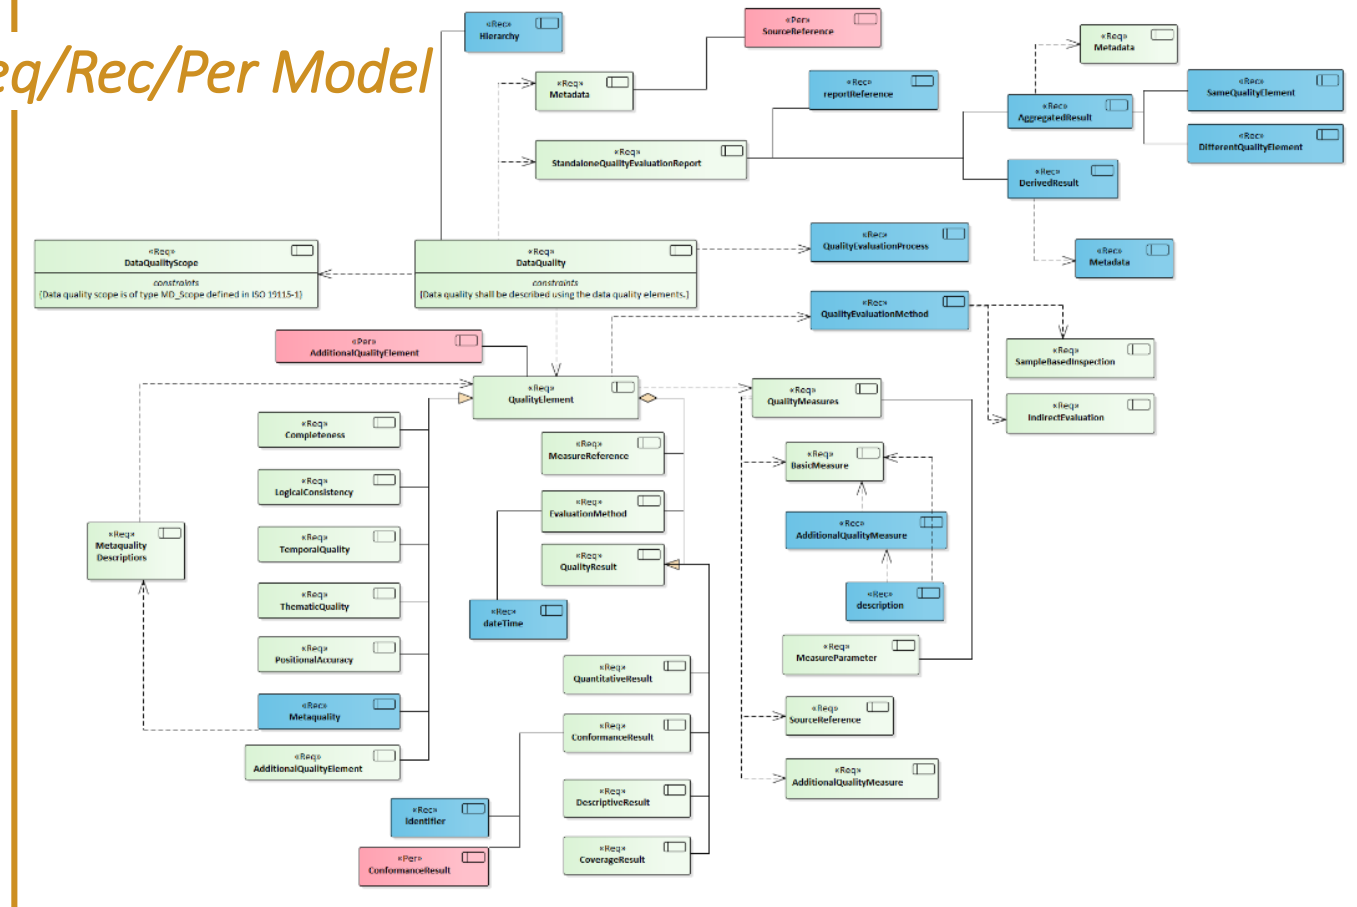 eq/Rec/Per Model
«Rec»
Hierarchy
«Per»
SourceReference
«Req»
Metadata
«Req»
Metadata
«Rec»
reportReference
«Rec»
AggregatedResult
«Rec»
SameQualityElement
«Rec»
DifferentQualityElement
«Req»
StandaloneQualityEvaluationReport
«Rec»
DerivedResult
«Rec»
Metadata
«Req»
DataQualityScope
constraints
{Data quality scope is of type MD_Scope defined in ISO 19115-1}
«Req»
DataQuality
constraints
{Data quality shall be described using the data quality elements.}
«Rec»
QualityEvaluationProcess
«Rec»
QualityEvaluationMethod
«Req»
SampleBasedInspection
«Req»
IndirectEvaluation
«Per»
AdditionalQualityElement
«Req»
QualityElement
«Req»
QualityMeasures
«Req»
Completeness
«Req»
LogicalConsistency
«Req»
TemporalQuality
«Req»
ThematicQuality
«Req»
PositionalAccuracy
«Rec»
Metaquality
«Req»
AdditionalQualityElement
«Req»
Metaquality
Descriptiors
«Req»
MeasureReference
«Req»
EvaluationMethod
«Req»
QualityResult
«Rec»
dateTime
«Req»
QuantitativeResult
«Req»
ConformanceResult
«Req»
DescriptiveResult
«Req»
CoverageResult
«Rec»
Identifier
«Per»
ConformanceResult
«Req»
BasicMeasure
«Rec»
AdditionalQualityMeasure
«Rec»
description
«Req»
MeasureParameter
«Req»
SourceReference
«Req»
AdditionalQualityMeasure